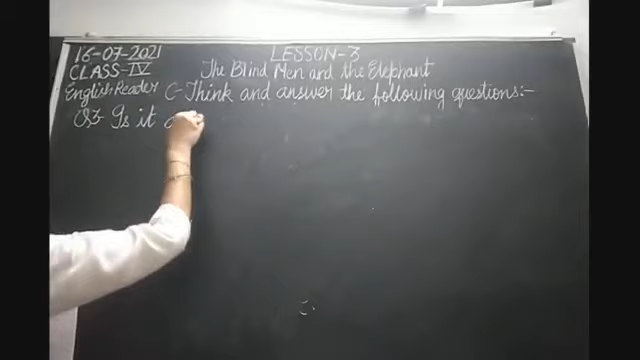 16-07-2021 LESSON-3
CLASS-IV The Blind Men and the Elephant
English Reader C-Think and answer the following questions:-
Q3- Is it